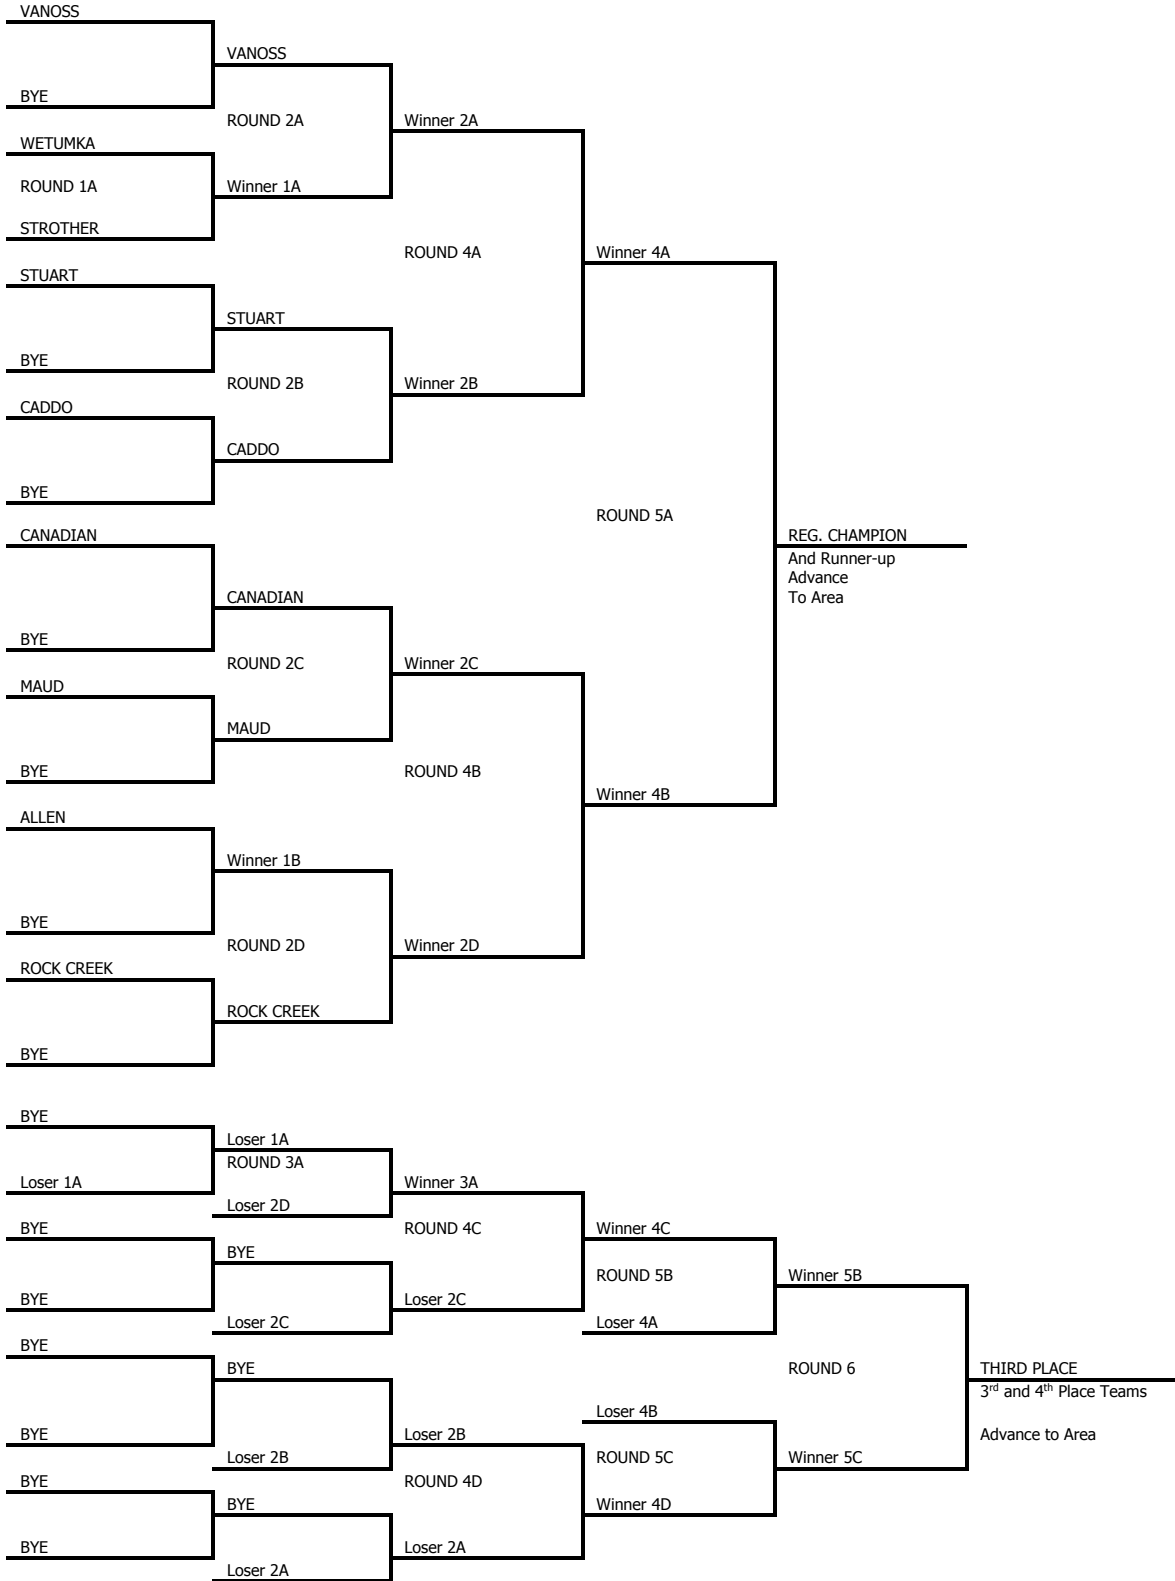 VANOSS
VANOSS
BYE
ROUND 2A
Winner 2A
WETUMKA
ROUND 1A
Winner 1A
STROTHER
ROUND 4A
Winner 4A
STUART
STUART
BYE
ROUND 2B
Winner 2B
CADDO
CADDO
BYE
ROUND 5A
CANADIAN
REG. CHAMPION
And Runner-up
Advance
To Area
CANADIAN
BYE
ROUND 2C
Winner 2C
MAUD
MAUD
BYE
ROUND 4B
Winner 4B
ALLEN
Winner 1B
BYE
ROUND 2D
Winner 2D
ROCK CREEK
ROCK CREEK
BYE
BYE
Loser 1A
ROUND 3A
Loser 1A
Winner 3A
Loser 2D
BYE
ROUND 4C
Winner 4C
BYE
ROUND 5B
Winner 5B
BYE
Loser 2C
Loser 2C
Loser 4A
BYE
BYE
ROUND 6
THIRD PLACE
3rd and 4th Place Teams
Loser 4B
BYE
Loser 2B
Advance to Area
Loser 2B
ROUND 5C
Winner 5C
BYE
ROUND 4D
BYE
Winner 4D
BYE
Loser 2A
Loser 2A